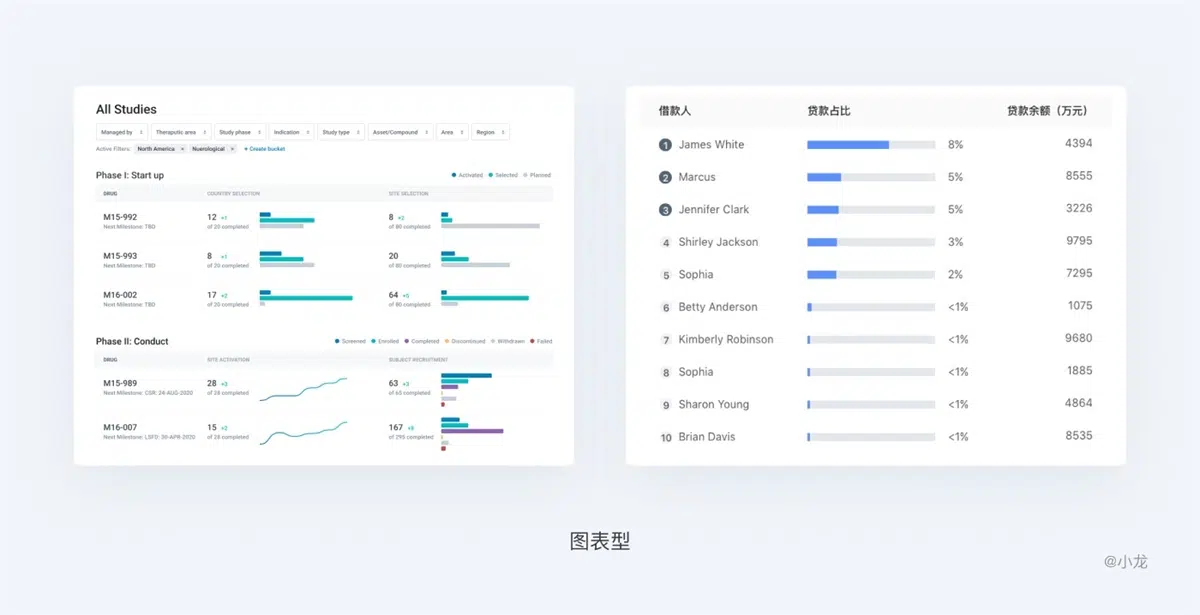 All Studies
Managed by Theraputic area Study phase Indication Study type Asset/Compound Area Region
Active Filters: North America × Nuerological × + Create bucket
Phase I: Start up Activated Selected Planned
DRUG COUNTRY SELECTION SITE SELECTION
M15-992 12 +1 8 +2
Next Milestone: TBD of 20 completed of 80 completed
M15-993 8 +1 20
Next Milestone: TBD of 20 completed of 80 completed
M16-002 17 +2 64 +5
Next Milestone: TBD of 20 completed of 80 completed
Phase II: Conduct Screened Enrolled Completed Discontinued Withdrawn Failed
DRUG SITE ACTIVATION SUBJECT RECRUITMENT
M15-989 28 +3 63 +3
Next Milestone: CSR: 24-AUG-2020 of 28 completed of 65 completed
M16-007 15 +2 167 +8
Next Milestone: LSFD: 30-APR-2020 of 28 completed of 295 completed
借款人 贷款占比 贷款余额（万元）
1 James White 8% 4394
2 Marcus 5% 8555
3 Jennifer Clark 5% 3226
4 Shirley Jackson 3% 9795
5 Sophia 2% 7295
6 Betty Anderson <1% 1075
7 Kimberly Robinson <1% 9680
8 Sophia <1% 1885
9 Sharon Young <1% 4864
10 Brian Davis <1% 8535
图表型
@小龙